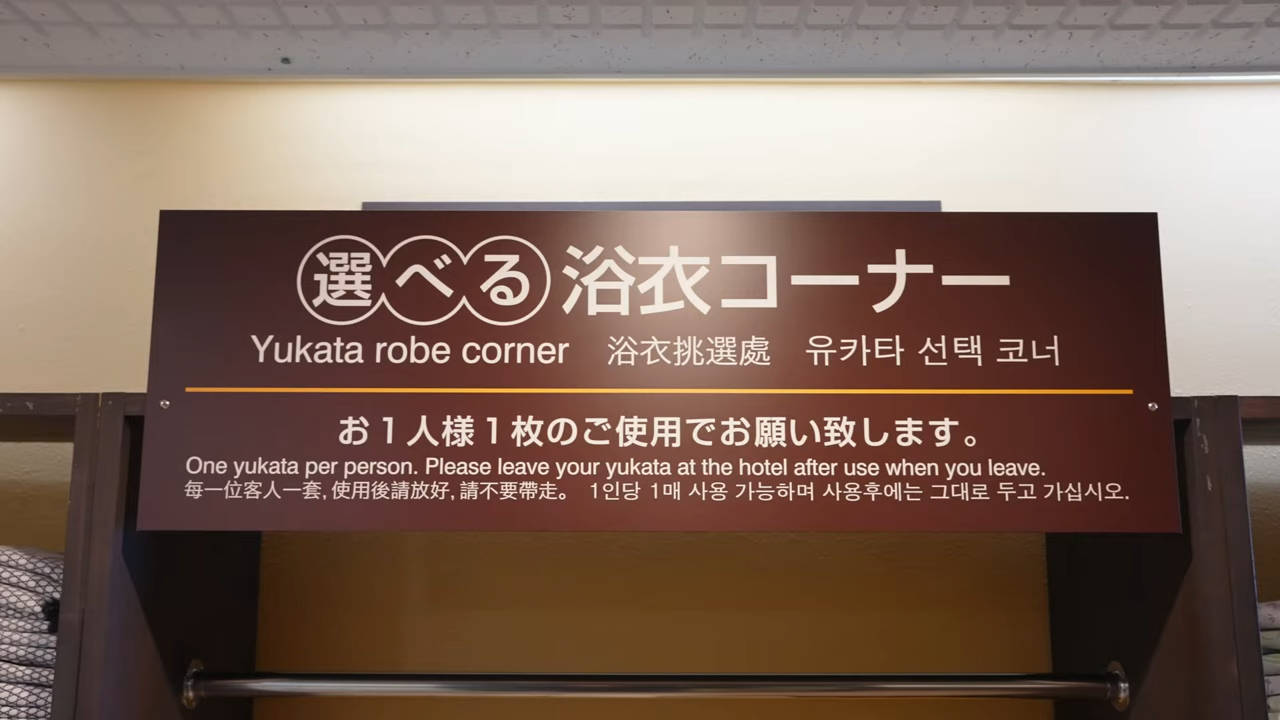 選べる浴衣コーナー
Yukata robe corner 浴衣挑選處 유카타 선택 코너
お1人様1枚のご使用でお願い致します。
One yukata per person. Please leave your yukata at the hotel after use when you leave.
每一位客人一套, 使用後請放好, 請不要帶走。 1인당 1매 사용 가능하며 사용후에는 그대로 두고 가십시오.